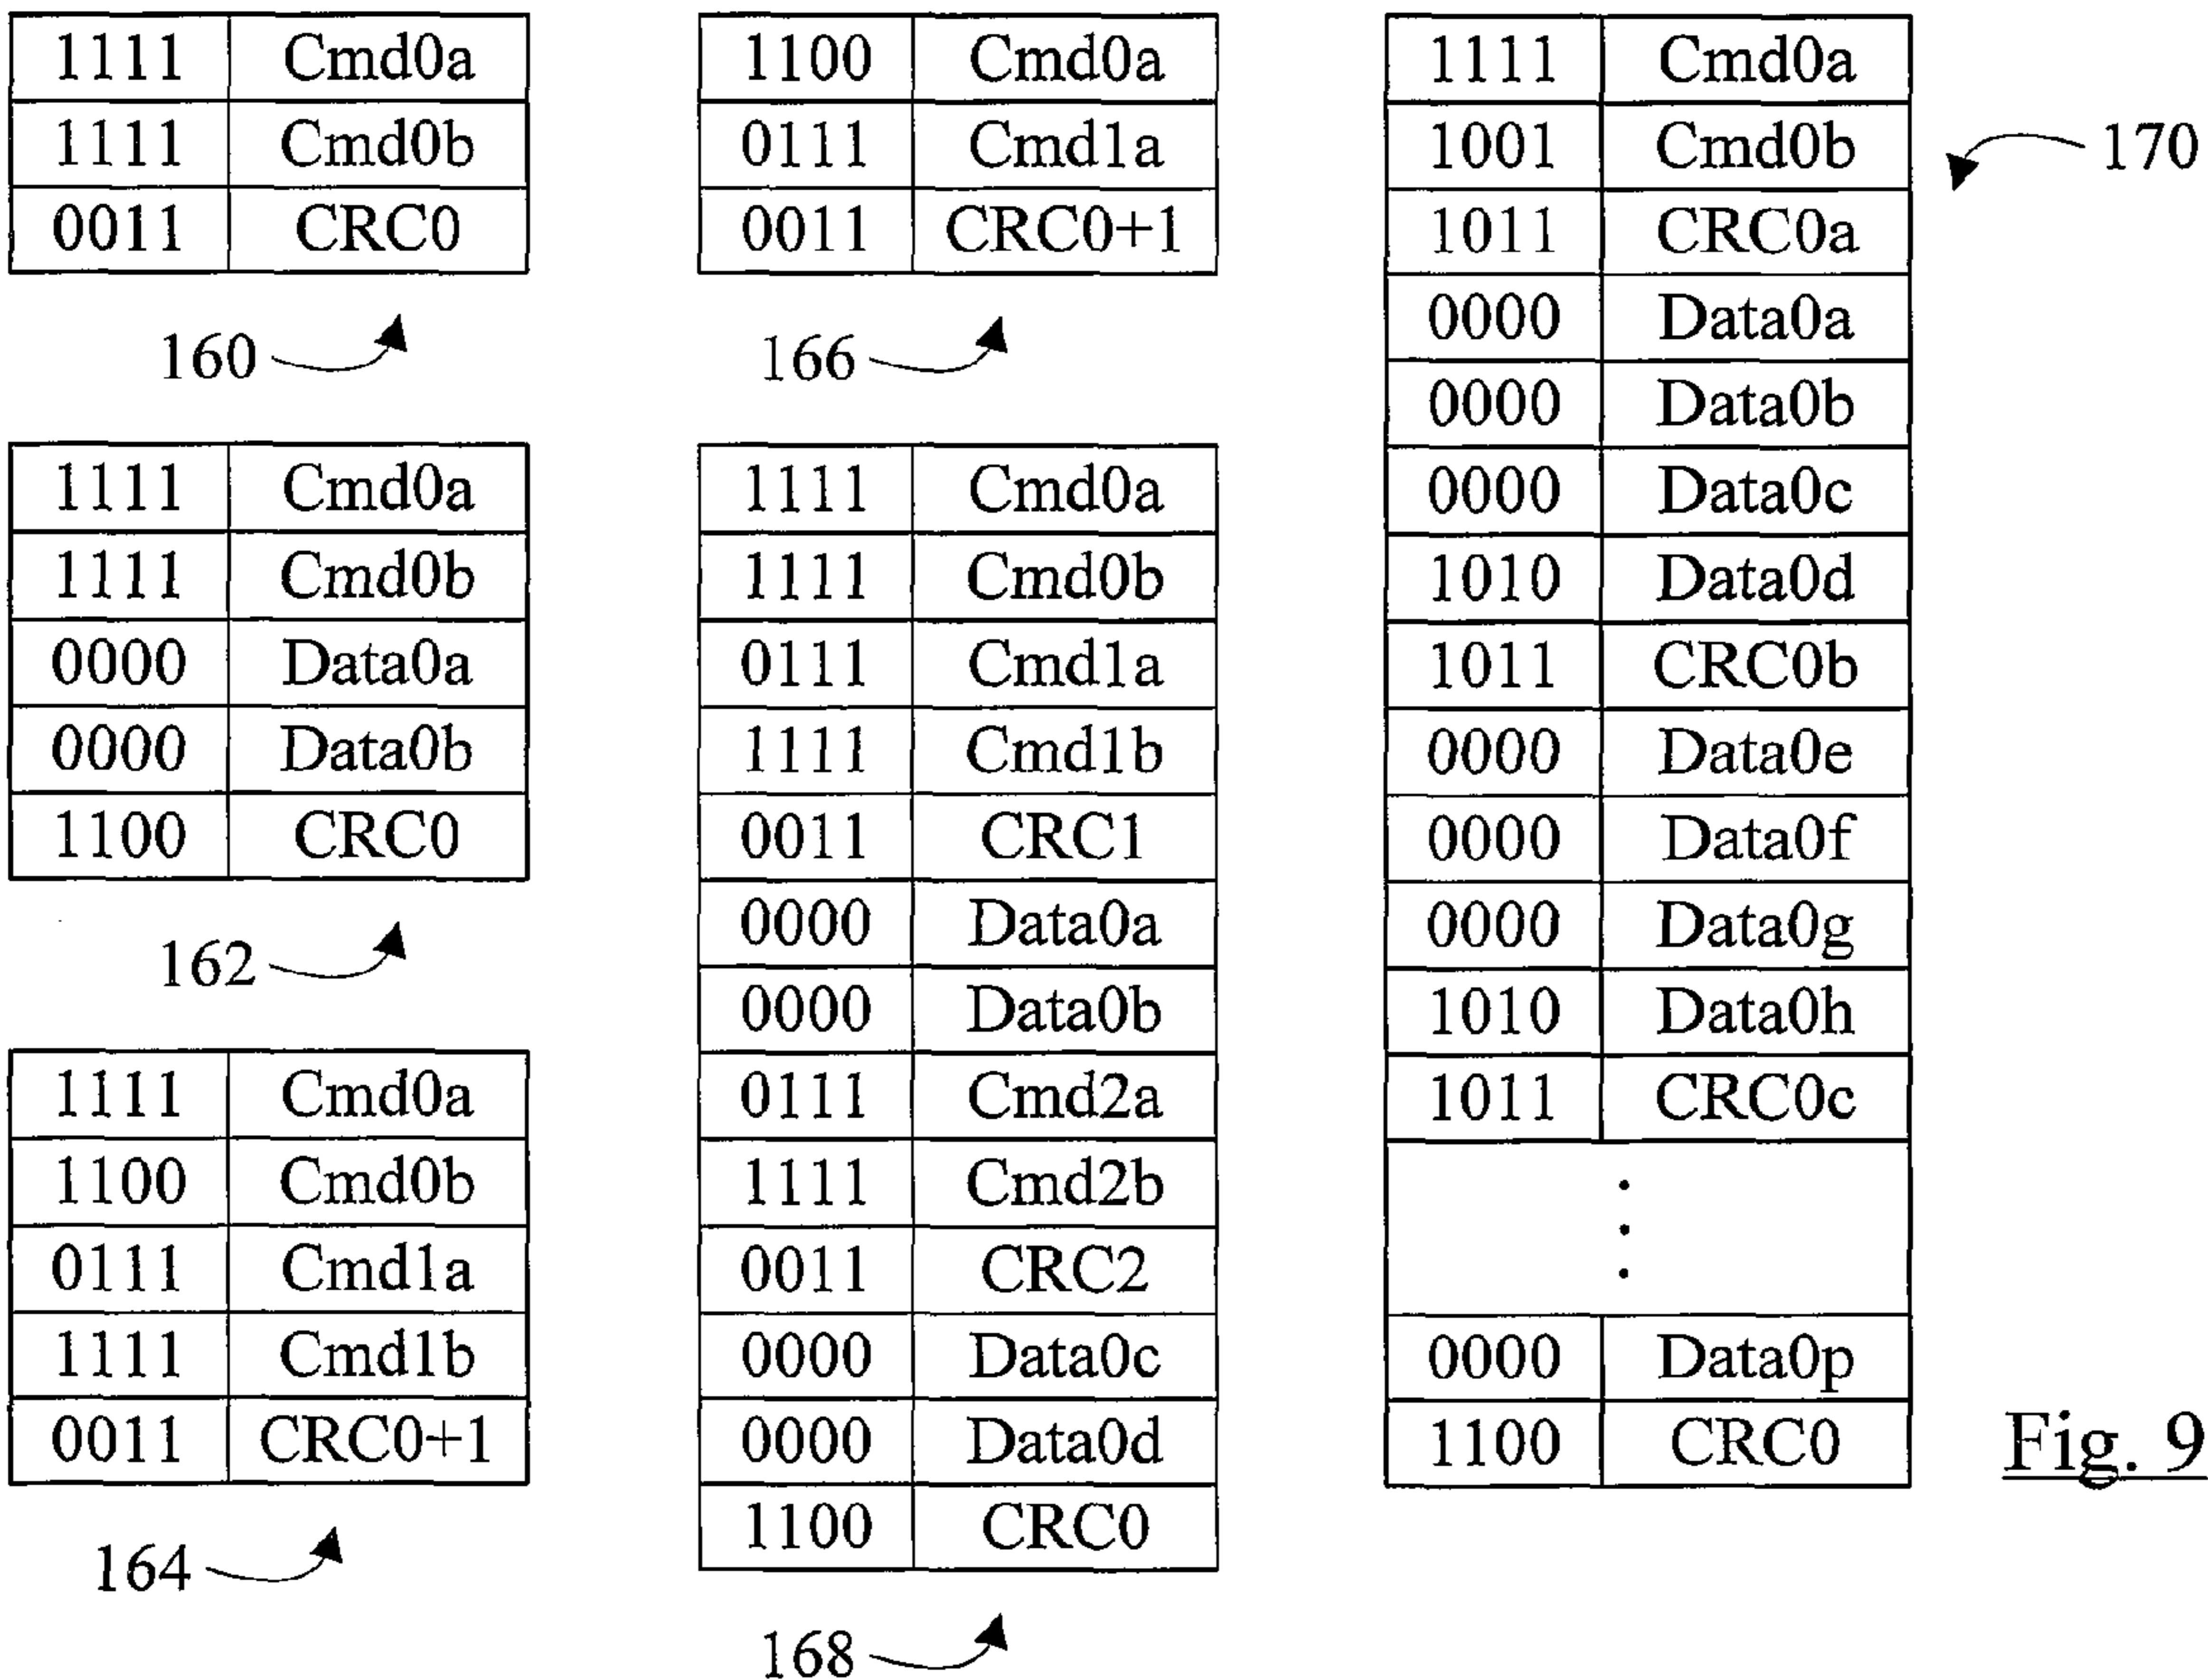 1111 Cmd0a
1111 Cmd0b
0011 CRC0
160
1111 Cmd0a
1111 Cmd0b
0000 Data0a
0000 Data0b
1100 CRC0
162
1111 Cmd0a
1100 Cmd0b
0111 Cmd1a
1111 Cmd1b
0011 CRC0+1
164
1100 Cmd0a
0111 Cmd1a
0011 CRC0+1
166
1111 Cmd0a
1111 Cmd0b
0111 Cmd1a
1111 Cmd1b
0011 CRC1
0000 Data0a
0000 Data0b
0111 Cmd2a
1111 Cmd2b
0011 CRC2
0000 Data0c
0000 Data0d
1100 CRC0
168
1111 Cmd0a
1001 Cmd0b
1011 CRC0a
0000 Data0a
0000 Data0b
0000 Data0c
1010 Data0d
1011 CRC0b
0000 Data0e
0000 Data0f
0000 Data0g
1010 Data0h
1011 CRC0c
0000 Data0p
1100 CRC0
170
Fig. 9